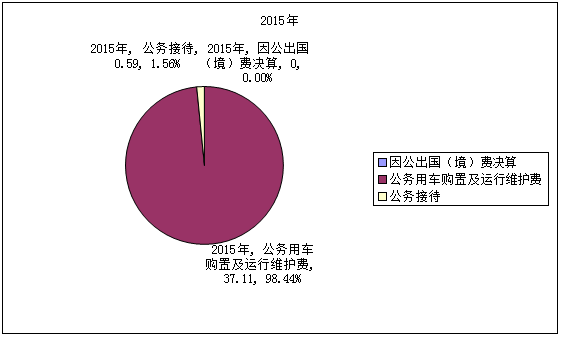 2015年
2015年, 公务接待,
0.59, 1.56%
2015年, 因公出国
（境）费决算, 0,
0.00%
因公出国（境）费决算
公务用车购置及运行维护费
公务接待
2015年, 公务用车
购置及运行维护费,
37.11, 98.44%